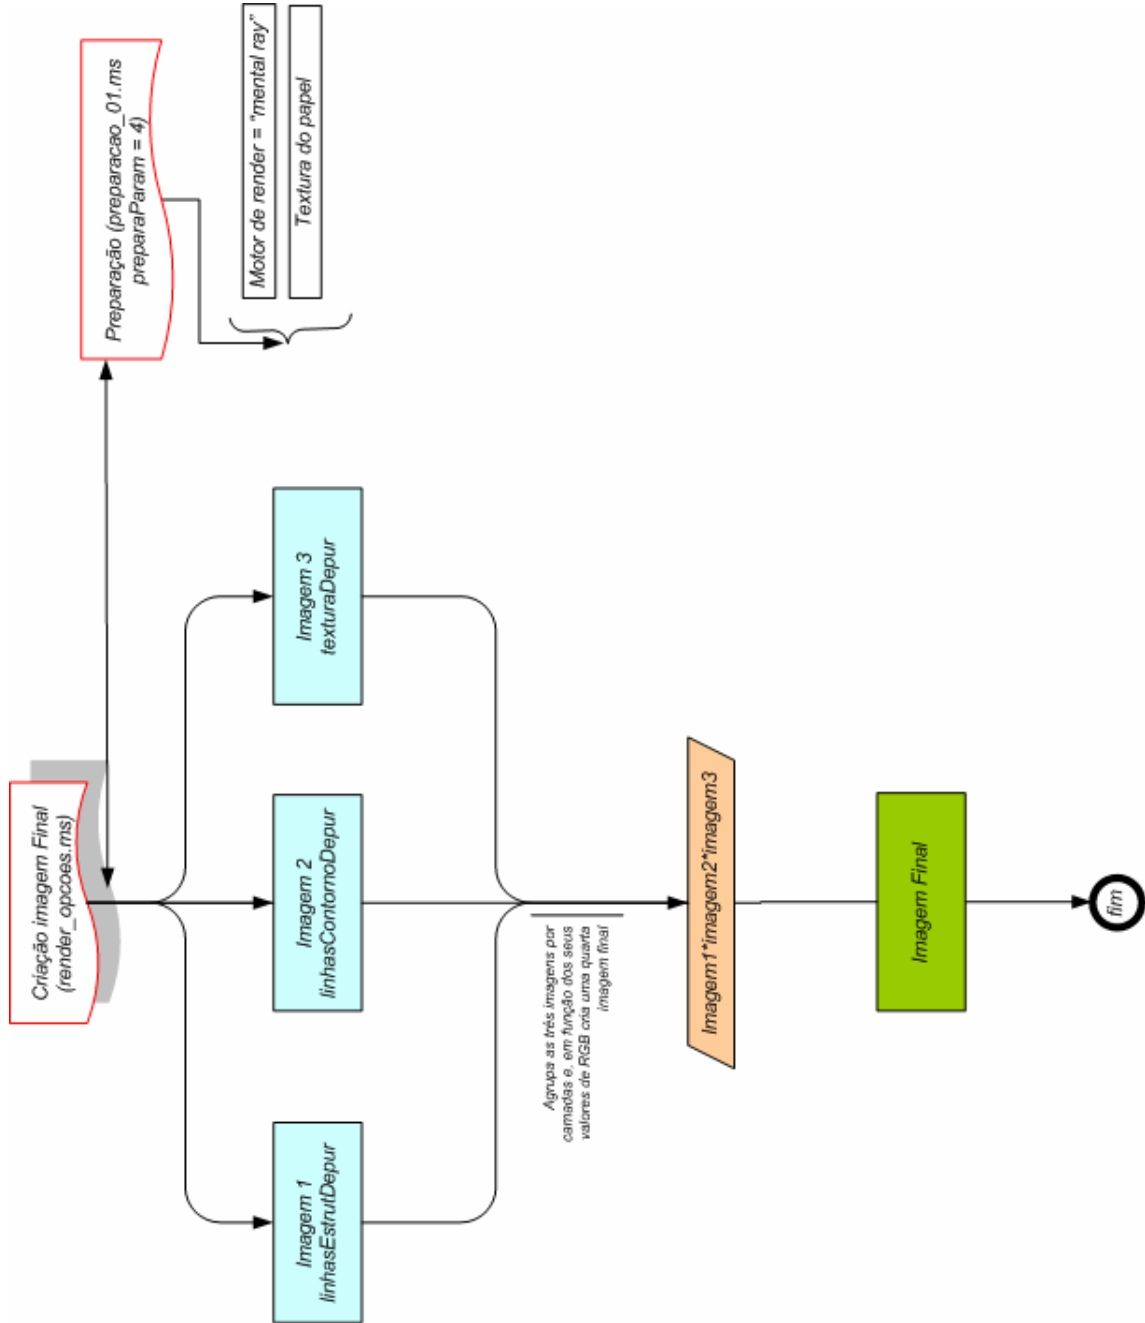 Criação imagem Final
(render_opcoes.ms)
Preparação (preparacao_01.ms
preparaParam = 4)
Motor de render = "mental ray"
Textura do papel
Imagem 1
linhasEstrutDepur
Imagem 2
linhasContornoDepur
Imagem 3
texturaDepur
Agrupa as três imagens por
camadas e, em função dos seus
valores de RGB cria uma quarta
imagem final
Imagem1*imagem2*imagem3
Imagem Final
fim